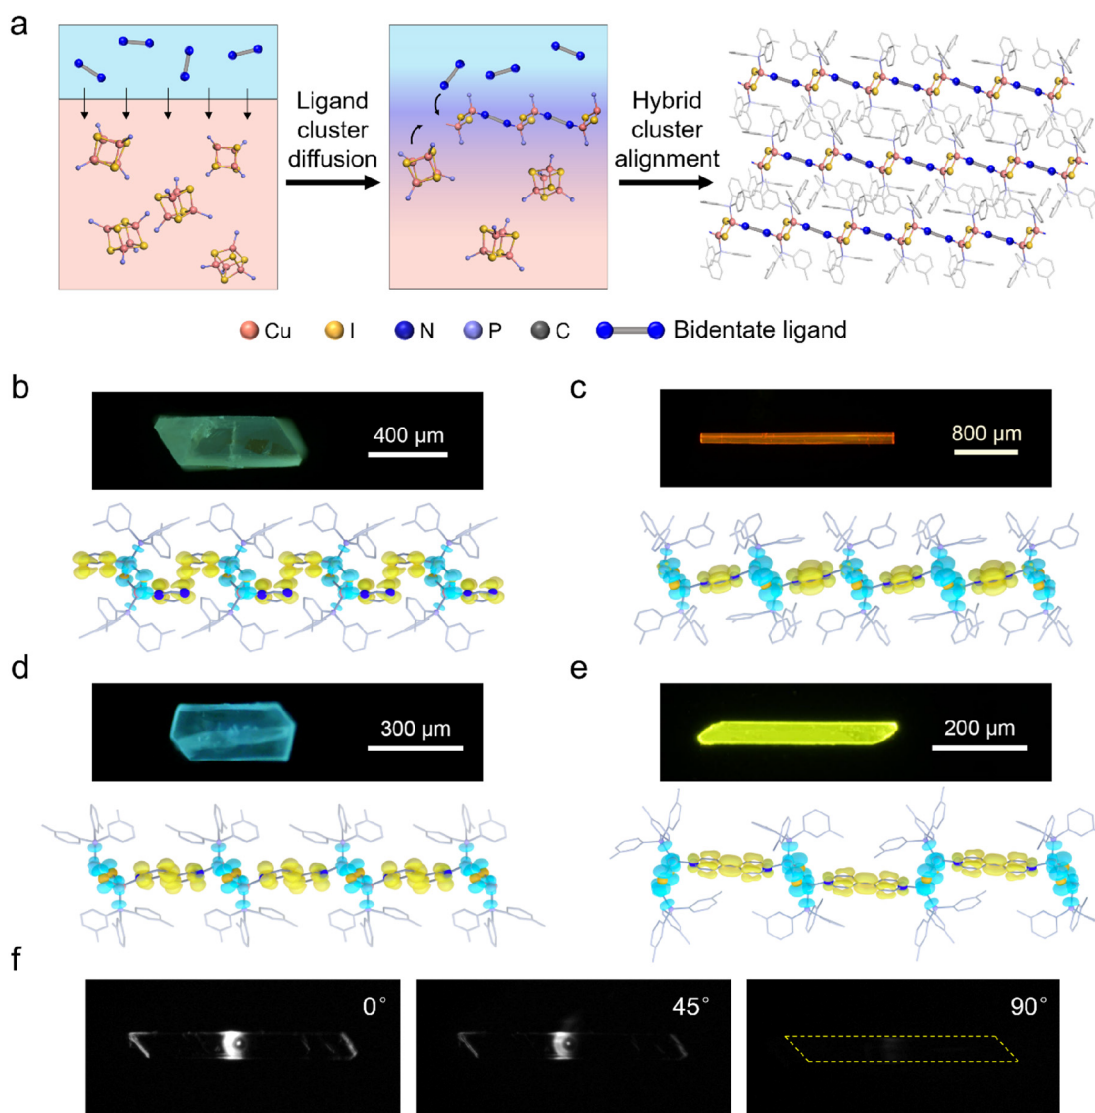 a
Ligand
cluster
diffusion
Hybrid
cluster
alignment
Cu I N P C Bidentate ligand
b
400 μm
c
800 μm
d
300 μm
e
200 μm
f
0°
45°
90°